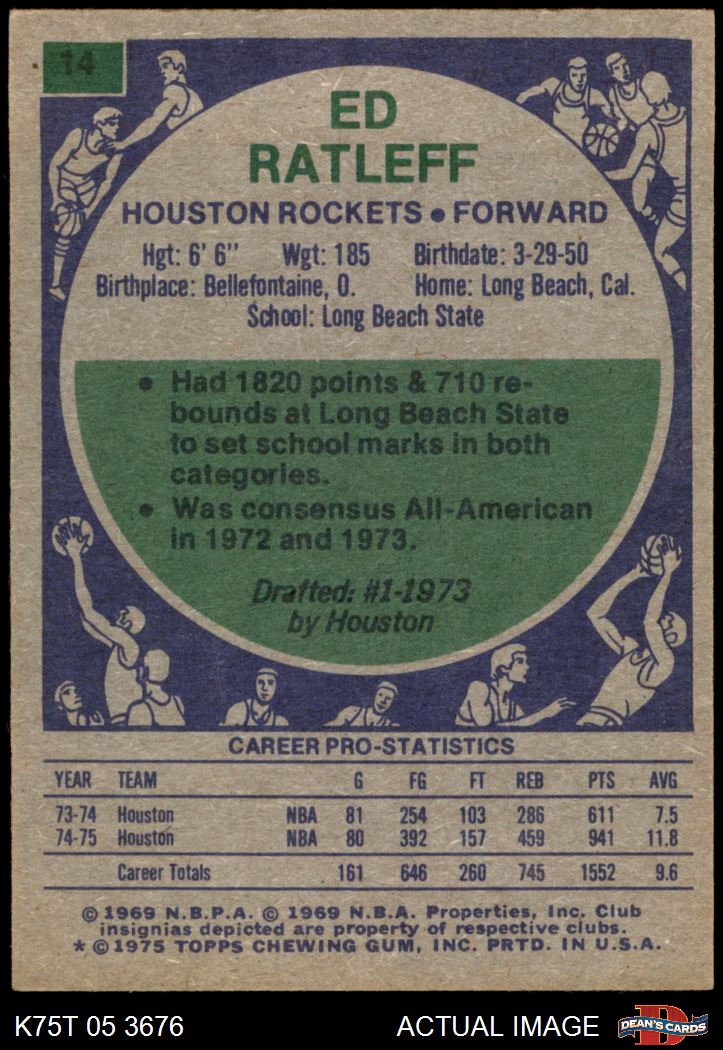 14
ED
RATLEFF
HOUSTON ROCKETS • FORWARD
Hgt: 6' 6" Wgt: 185 Birthdate: 3-29-50
Birthplace: Bellefontaine, O. Home: Long Beach, Cal.
School: Long Beach State
• Had 1820 points & 710 re-
bounds at Long Beach State
to set school marks in both
categories.
• Was consensus All-American
in 1972 and 1973.
Drafted: #1-1973
by Houston
CAREER PRO-STATISTICS
YEAR TEAM G FG FT REB PTS AVG
73-74 Houston NBA 81 254 103 286 611 7.5
74-75 Houston NBA 80 392 157 459 941 11.8
Career Totals 161 646 260 745 1552 9.6
© 1969 N.B.P.A. © 1969 N.B.A. Properties, Inc. Club
insignias depicted are property of respective clubs.
* © 1975 TOPPS CHEWING GUM, INC. PRTD. IN U.S.A.
K75T 05 3676 ACTUAL IMAGE D DEAN'S CARDS